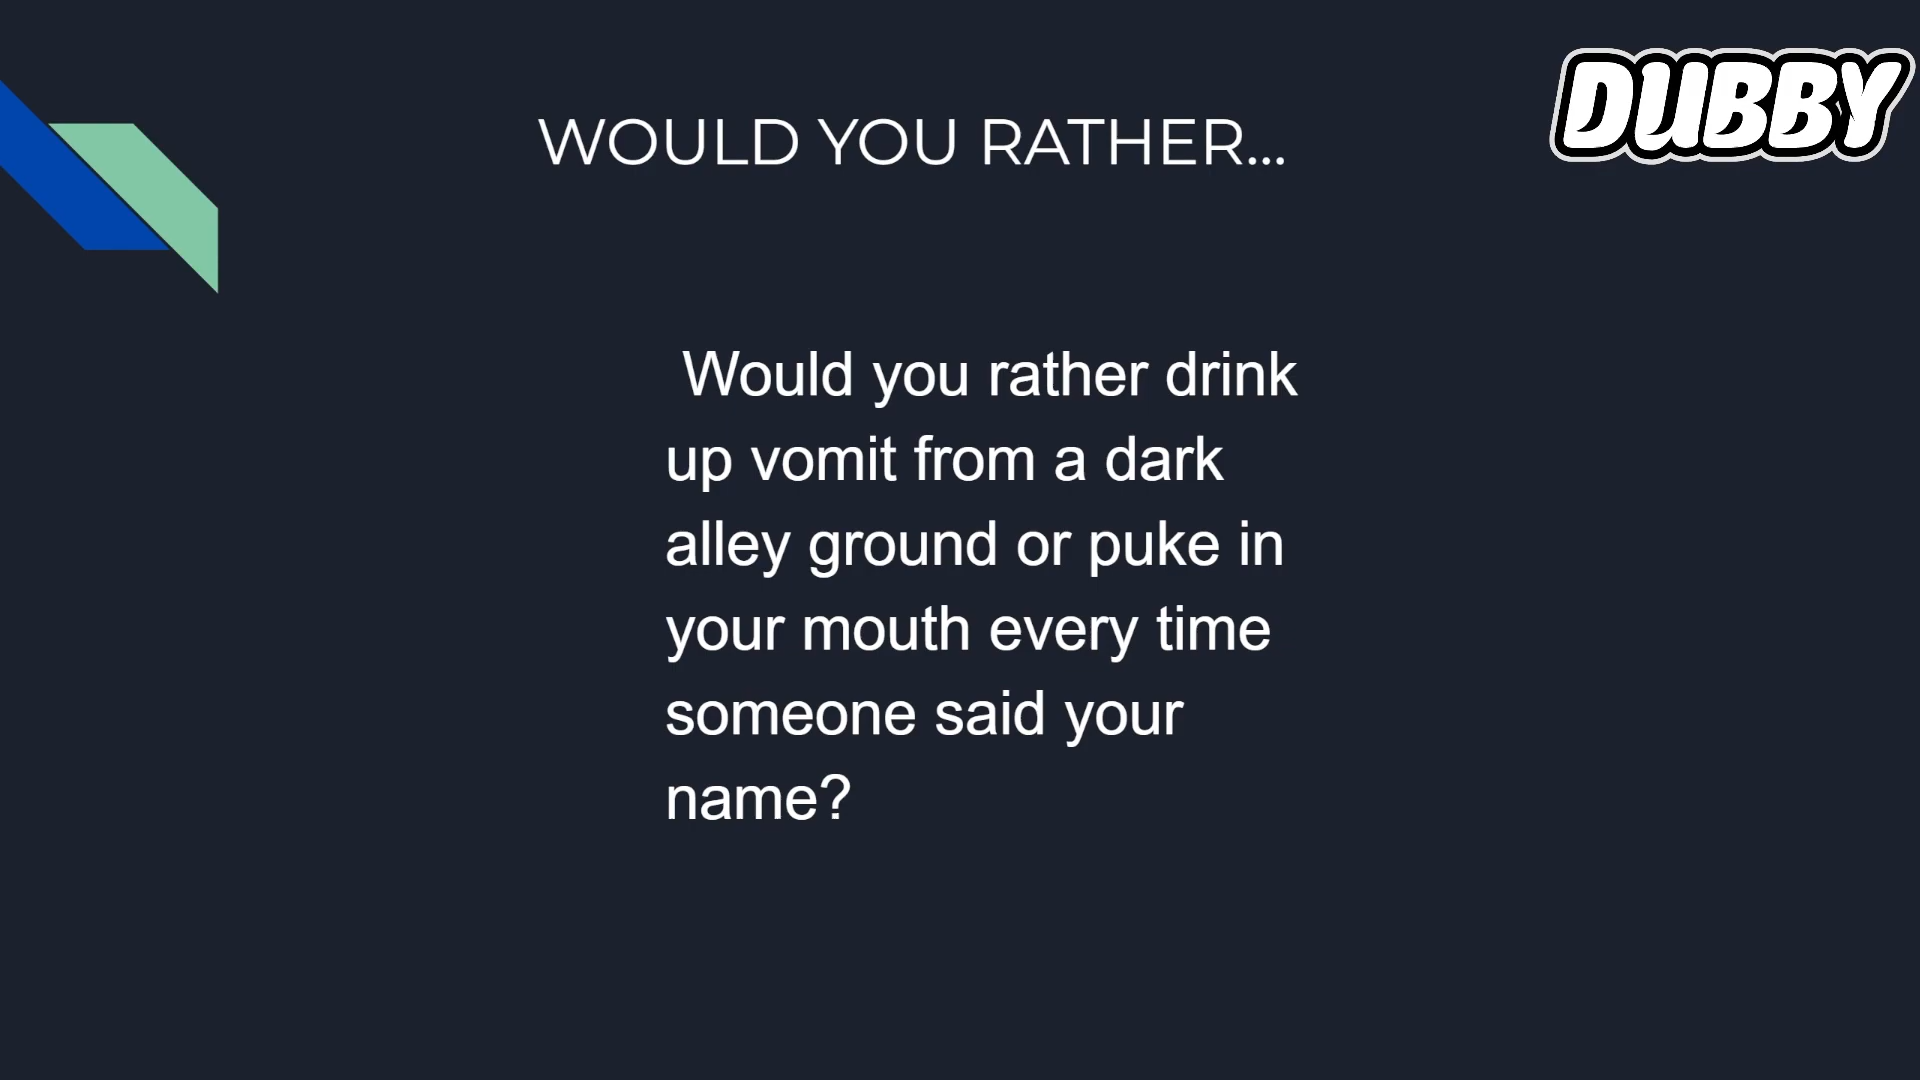 DUBBY
WOULD YOU RATHER...
Would you rather drink
up vomit from a dark
alley ground or puke in
your mouth every time
someone said your
name?